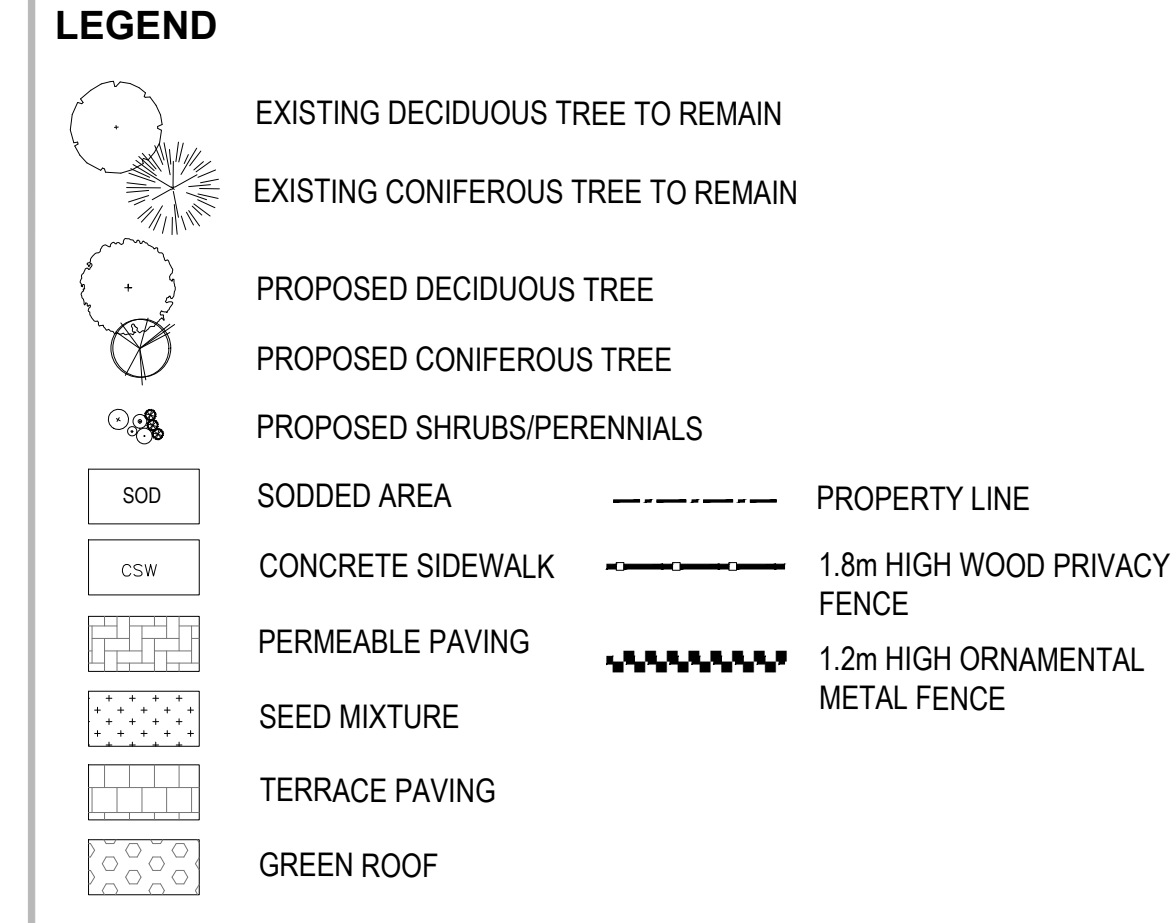 LEGEND
EXISTING DECIDUOUS TREE TO REMAIN
EXISTING CONIFEROUS TREE TO REMAIN
PROPOSED DECIDUOUS TREE
PROPOSED CONIFEROUS TREE
PROPOSED SHRUBS/PERENNIALS
SOD
SODDED AREA
CSW
CONCRETE SIDEWALK
PERMEABLE PAVING
SEED MIXTURE
TERRACE PAVING
GREEN ROOF
PROPERTY LINE
1.8m HIGH WOOD PRIVACY
FENCE
1.2m HIGH ORNAMENTAL
METAL FENCE